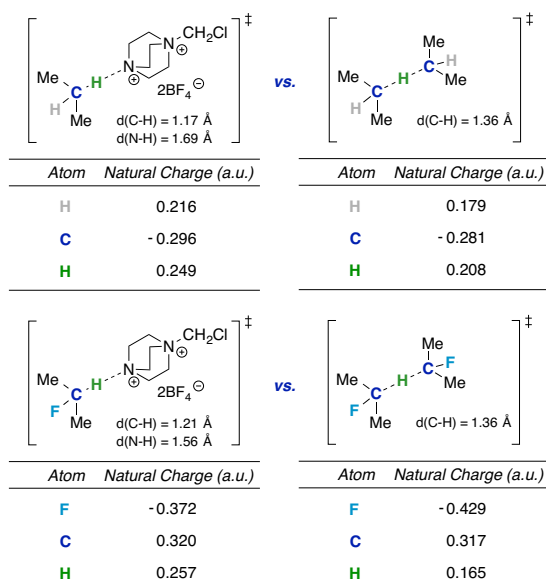 ‡
CH2Cl
N
⊕
H
N
⊕
Me
C
H
Me
2BF4 ⊖
d(C-H) = 1.17 Å
d(N-H) = 1.69 Å
vs.
‡
Me
H
C
H
Me
Me
C
H
Me
d(C-H) = 1.36 Å
Atom Natural Charge (a.u.)
H 0.216
C -0.296
H 0.249
Atom Natural Charge (a.u.)
H 0.179
C -0.281
H 0.208
‡
CH2Cl
N
⊕
H
N
⊕
Me
C
F
Me
2BF4 ⊖
d(C-H) = 1.21 Å
d(N-H) = 1.56 Å
vs.
‡
Me
F
C
H
Me
Me
C
F
Me
d(C-H) = 1.36 Å
Atom Natural Charge (a.u.)
F -0.372
C 0.320
H 0.257
Atom Natural Charge (a.u.)
F -0.429
C 0.317
H 0.165